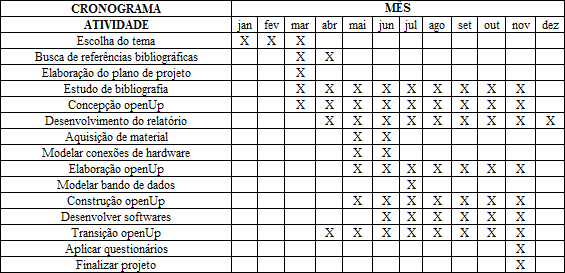 CRONOGRAMA MÊS
ATIVIDADE jan fev mar abr mai jun jul ago set out nov dez
Escolha do tema X X X
Busca de referências bibliográficas X X
Elaboração do plano de projeto X
Estudo de bibliografia X X X X X X X X X
Concepção openUp X X X X X X X X X
Desenvolvimento do relatório X X X X X X X X X
Aquisição de material X X
Modelar conexões de hardware X X
Elaboração openUp X X X X X X X
Modelar bando de dados X
Construção openUp X X X X X X X
Desenvolver softwares X X X X X X
Transição openUp X X X X X X X X
Aplicar questionários X
Finalizar projeto X